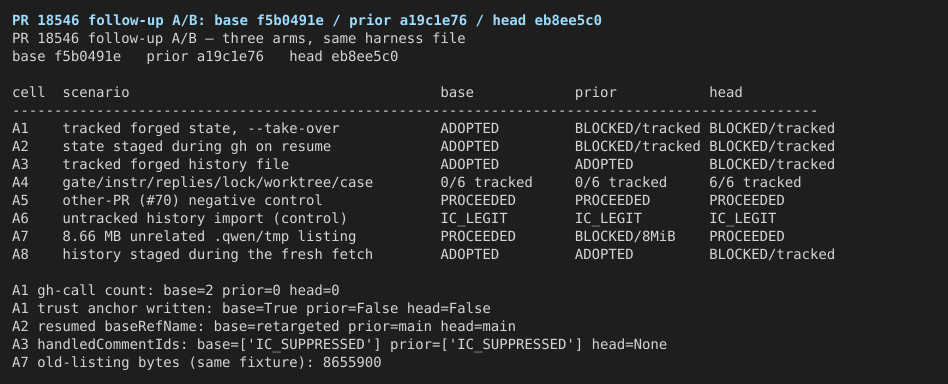 PR 18546 follow-up A/B: base f5b0491e / prior a19c1e76 / head eb8ee5c0
PR 18546 follow-up A/B — three arms, same harness file
base f5b0491e   prior a19c1e76   head eb8ee5c0
cell  scenario                                     base            prior           head
------------------------------------------------------------------------------------------------
A1    tracked forged state, --take-over            ADOPTED         BLOCKED/tracked BLOCKED/tracked
A2    state staged during gh on resume             ADOPTED         BLOCKED/tracked BLOCKED/tracked
A3    tracked forged history file                  ADOPTED         ADOPTED         BLOCKED/tracked
A4    gate/instr/replies/lock/worktree/case        0/6 tracked     0/6 tracked     6/6 tracked
A5    other-PR (#70) negative control              PROCEEDED       PROCEEDED       PROCEEDED
A6    untracked history import (control)           IC_LEGIT        IC_LEGIT        IC_LEGIT
A7    8.66 MB unrelated .qwen/tmp listing          PROCEEDED       BLOCKED/8MiB    PROCEEDED
A8    history staged during the fresh fetch        ADOPTED         ADOPTED         BLOCKED/tracked
A1 gh-call count: base=2 prior=0 head=0
A1 trust anchor written: base=True prior=False head=False
A2 resumed baseRefName: base=retargeted prior=main head=main
A3 handledCommentIds: base=['IC_SUPPRESSED'] prior=['IC_SUPPRESSED'] head=None
A7 old-listing bytes (same fixture): 8655900